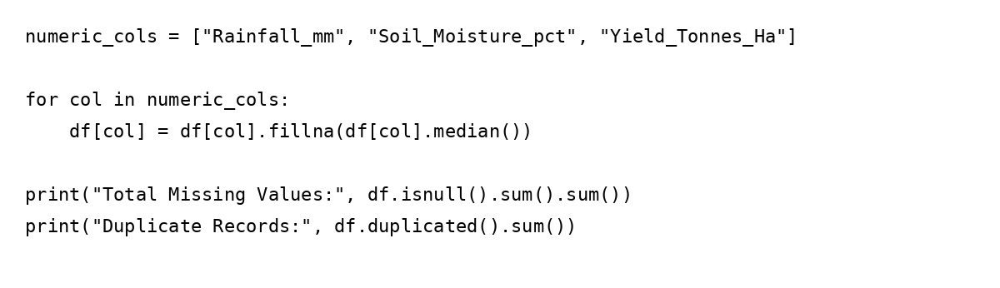 numeric_cols = ["Rainfall_mm", "Soil_Moisture_pct", "Yield_Tonnes_Ha"]
for col in numeric_cols:
    df[col] = df[col].fillna(df[col].median())
print("Total Missing Values:", df.isnull().sum().sum())
print("Duplicate Records:", df.duplicated().sum())